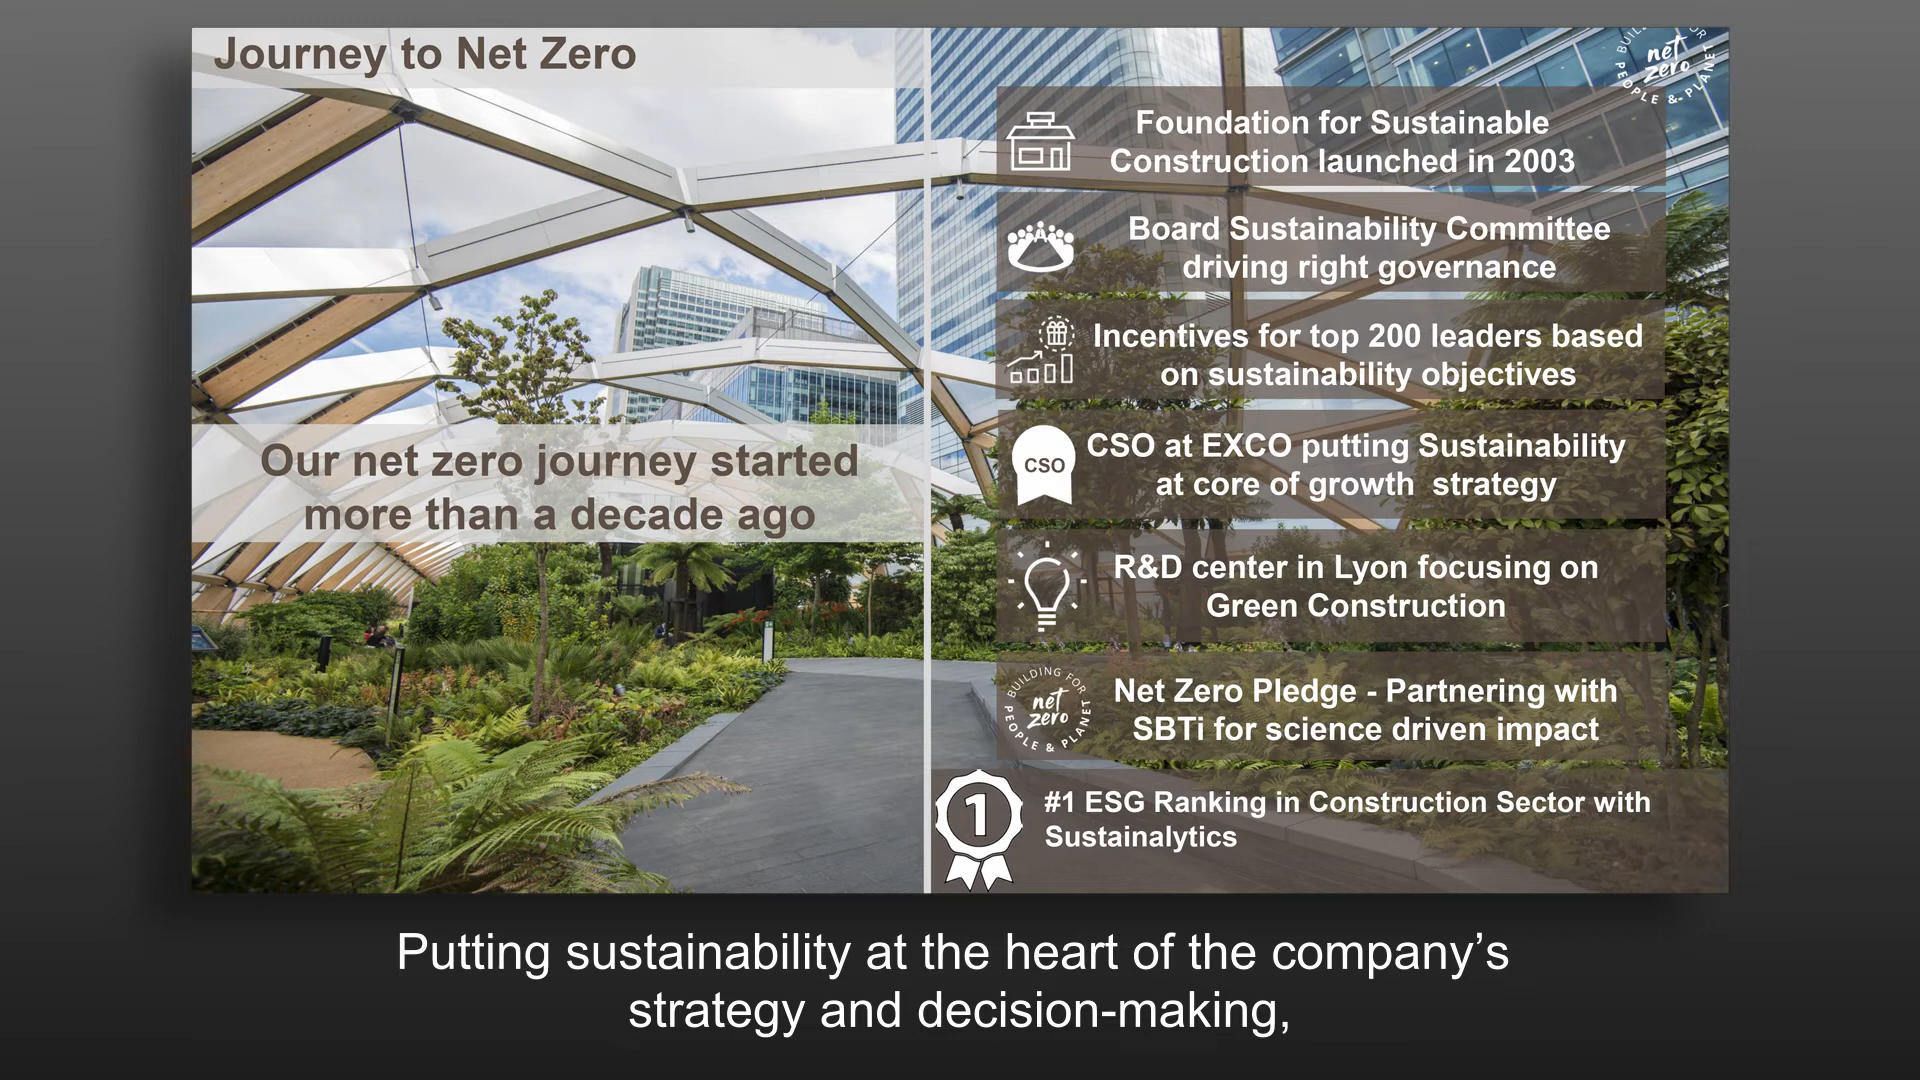 Journey to Net Zero
net
zero
PEOPLE & PLANET
Foundation for Sustainable
Construction launched in 2003
Board Sustainability Committee
driving right governance
Incentives for top 200 leaders based
on sustainability objectives
CSO
CSO at EXCO putting Sustainability
at core of growth strategy
Our net zero journey started
more than a decade ago
R&D center in Lyon focusing on
Green Construction
BUILDING FOR
net
zero
PEOPLE & PLANET
Net Zero Pledge - Partnering with
SBTi for science driven impact
1
#1 ESG Ranking in Construction Sector with
Sustainalytics
Putting sustainability at the heart of the company’s
strategy and decision-making,